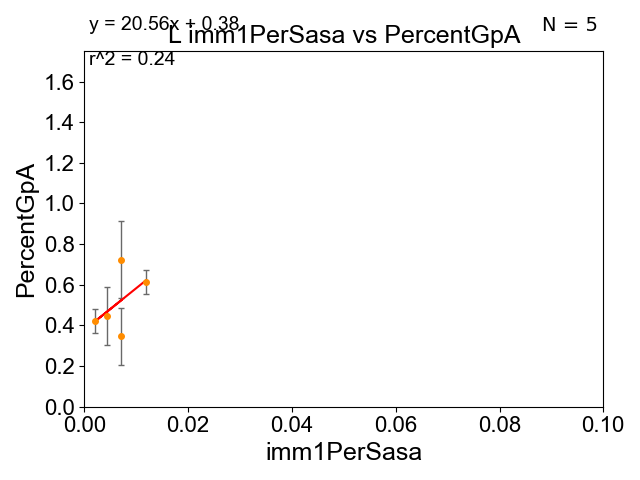 y = 20.56x + 0.38
N = 5
L imm1PerSasa vs PercentGpA
r^2 = 0.24
1.6
1.4
1.2
1.0
0.8
0.6
0.4
0.2
0.0
PercentGpA
0.00 0.02 0.04 0.06 0.08 0.10
imm1PerSasa